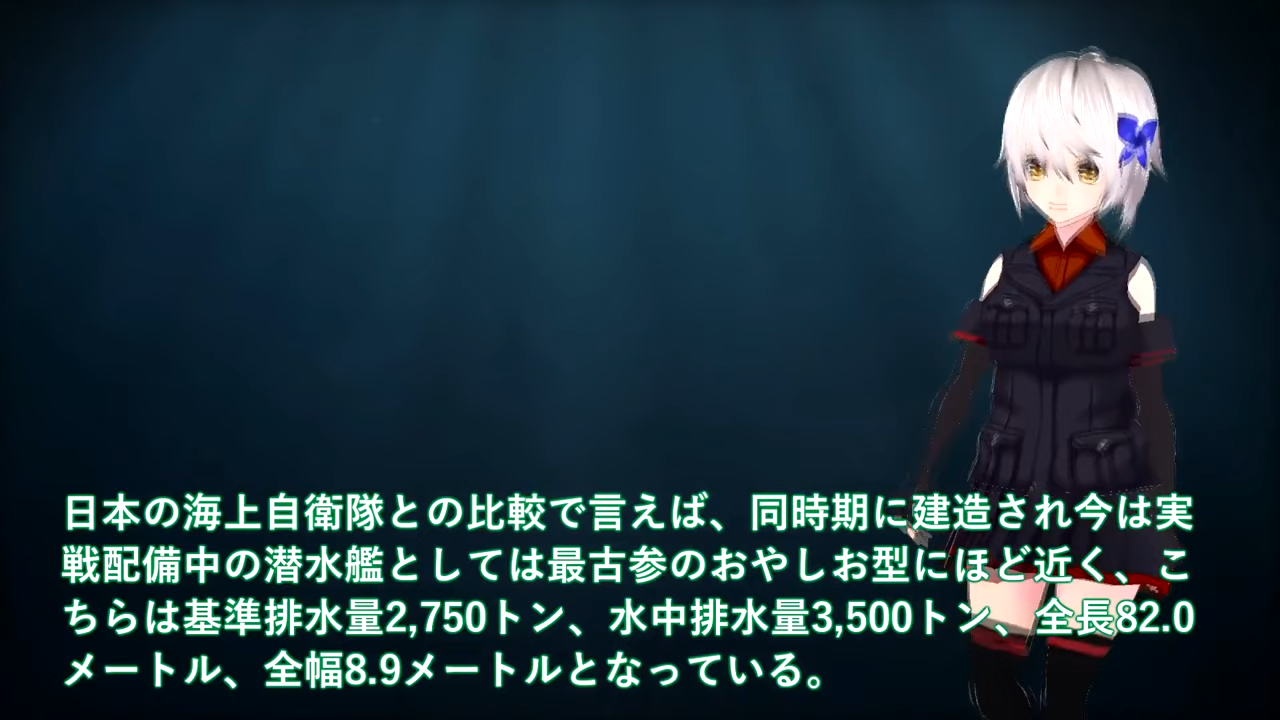 日本の海上自衛隊との比較で言えば、同時期に建造され今は実
戦配備中の潜水艦としては最古参のおやしお型にほど近く、こ
ちらは基準排水量2,750トン、水中排水量3,500トン、全長82.0
メートル、全幅8.9メートルとなっている。